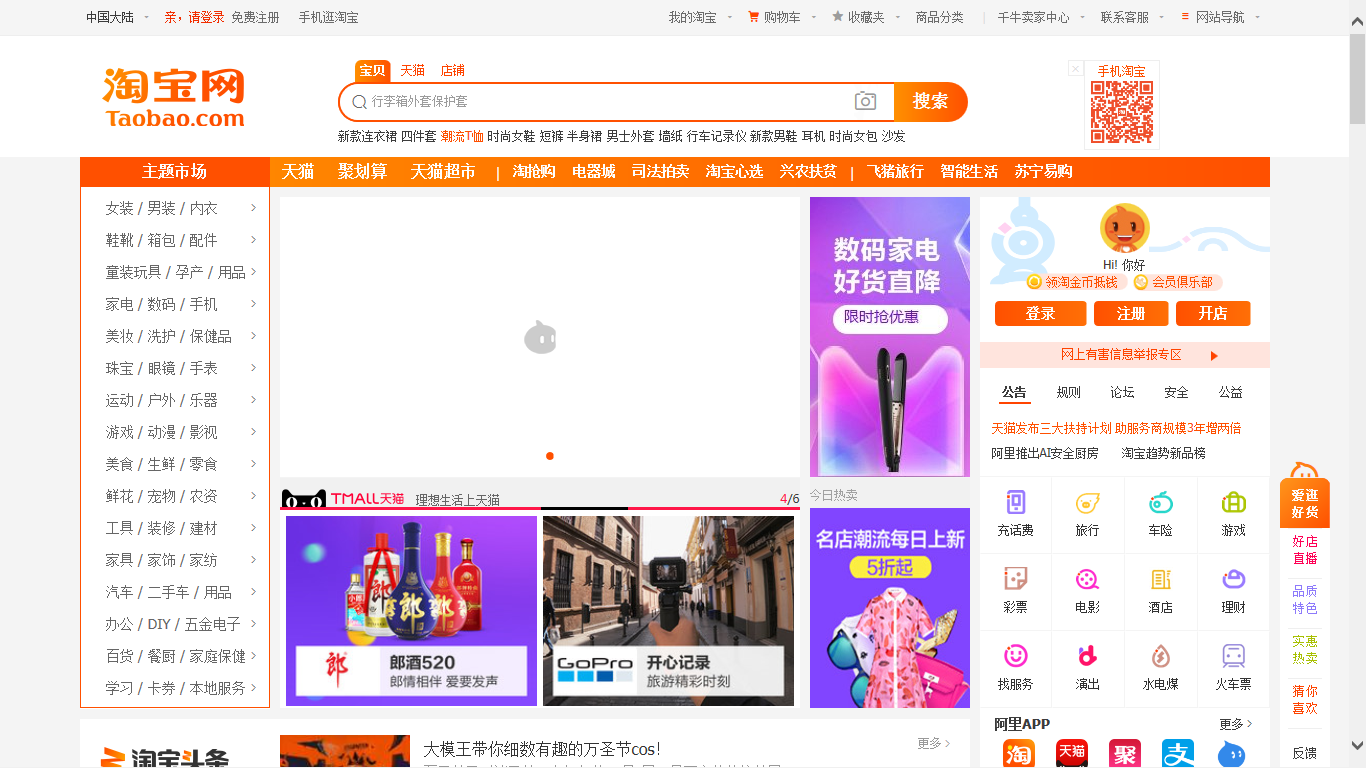 中国大陆 亲，请登录 免费注册 手机逛淘宝 我的淘宝 购物车 收藏夹 商品分类 千牛卖家中心 联系客服 网站导航
淘宝网
Taobao.com
宝贝 天猫 店铺
行李箱外套保护套 搜索
新款连衣裙 四件套 潮流T恤 时尚女鞋 短裤 半身裙 男士外套 墙纸 行车记录仪 新款男鞋 耳机 时尚女包 沙发
手机淘宝
主题市场 天猫 聚划算 天猫超市 | 淘抢购 电器城 司法拍卖 淘宝心选 兴农扶贫 | 飞猪旅行 智能生活 苏宁易购
女装 / 男装 / 内衣
鞋靴 / 箱包 / 配件
童装玩具 / 孕产 / 用品
家电 / 数码 / 手机
美妆 / 洗护 / 保健品
珠宝 / 眼镜 / 手表
运动 / 户外 / 乐器
游戏 / 动漫 / 影视
美食 / 生鲜 / 零食
鲜花 / 宠物 / 农资
工具 / 装修 / 建材
家具 / 家饰 / 家纺
汽车 / 二手车 / 用品
办公 / DIY / 五金电子
百货 / 餐厨 / 家庭保健
学习 / 卡券 / 本地服务
TMALL天猫 理想生活上天猫 4/6
郎
郎酒520
郎情相伴 爱要发声
GoPro
开心记录
旅游精彩时刻
数码家电
好货直降
限时抢优惠
今日热卖
名店潮流每日上新
5折起
Hi! 你好
领淘金币抵钱 会员俱乐部
登录 注册 开店
网上有害信息举报专区
公告 规则 论坛 安全 公益
天猫发布三大扶持计划 助服务商规模3年增两倍
阿里推出AI安全厨房 淘宝趋势新品榜
充话费 旅行 车险 游戏
彩票 电影 酒店 理财
找服务 演出 水电煤 火车票
阿里APP 更多
淘 天猫 聚 支
爱逛
好货
好店
直播
品质
特色
实惠
热卖
猜你
喜欢
反馈
淘宝头条
大模王带你细数有趣的万圣节cos! 更多